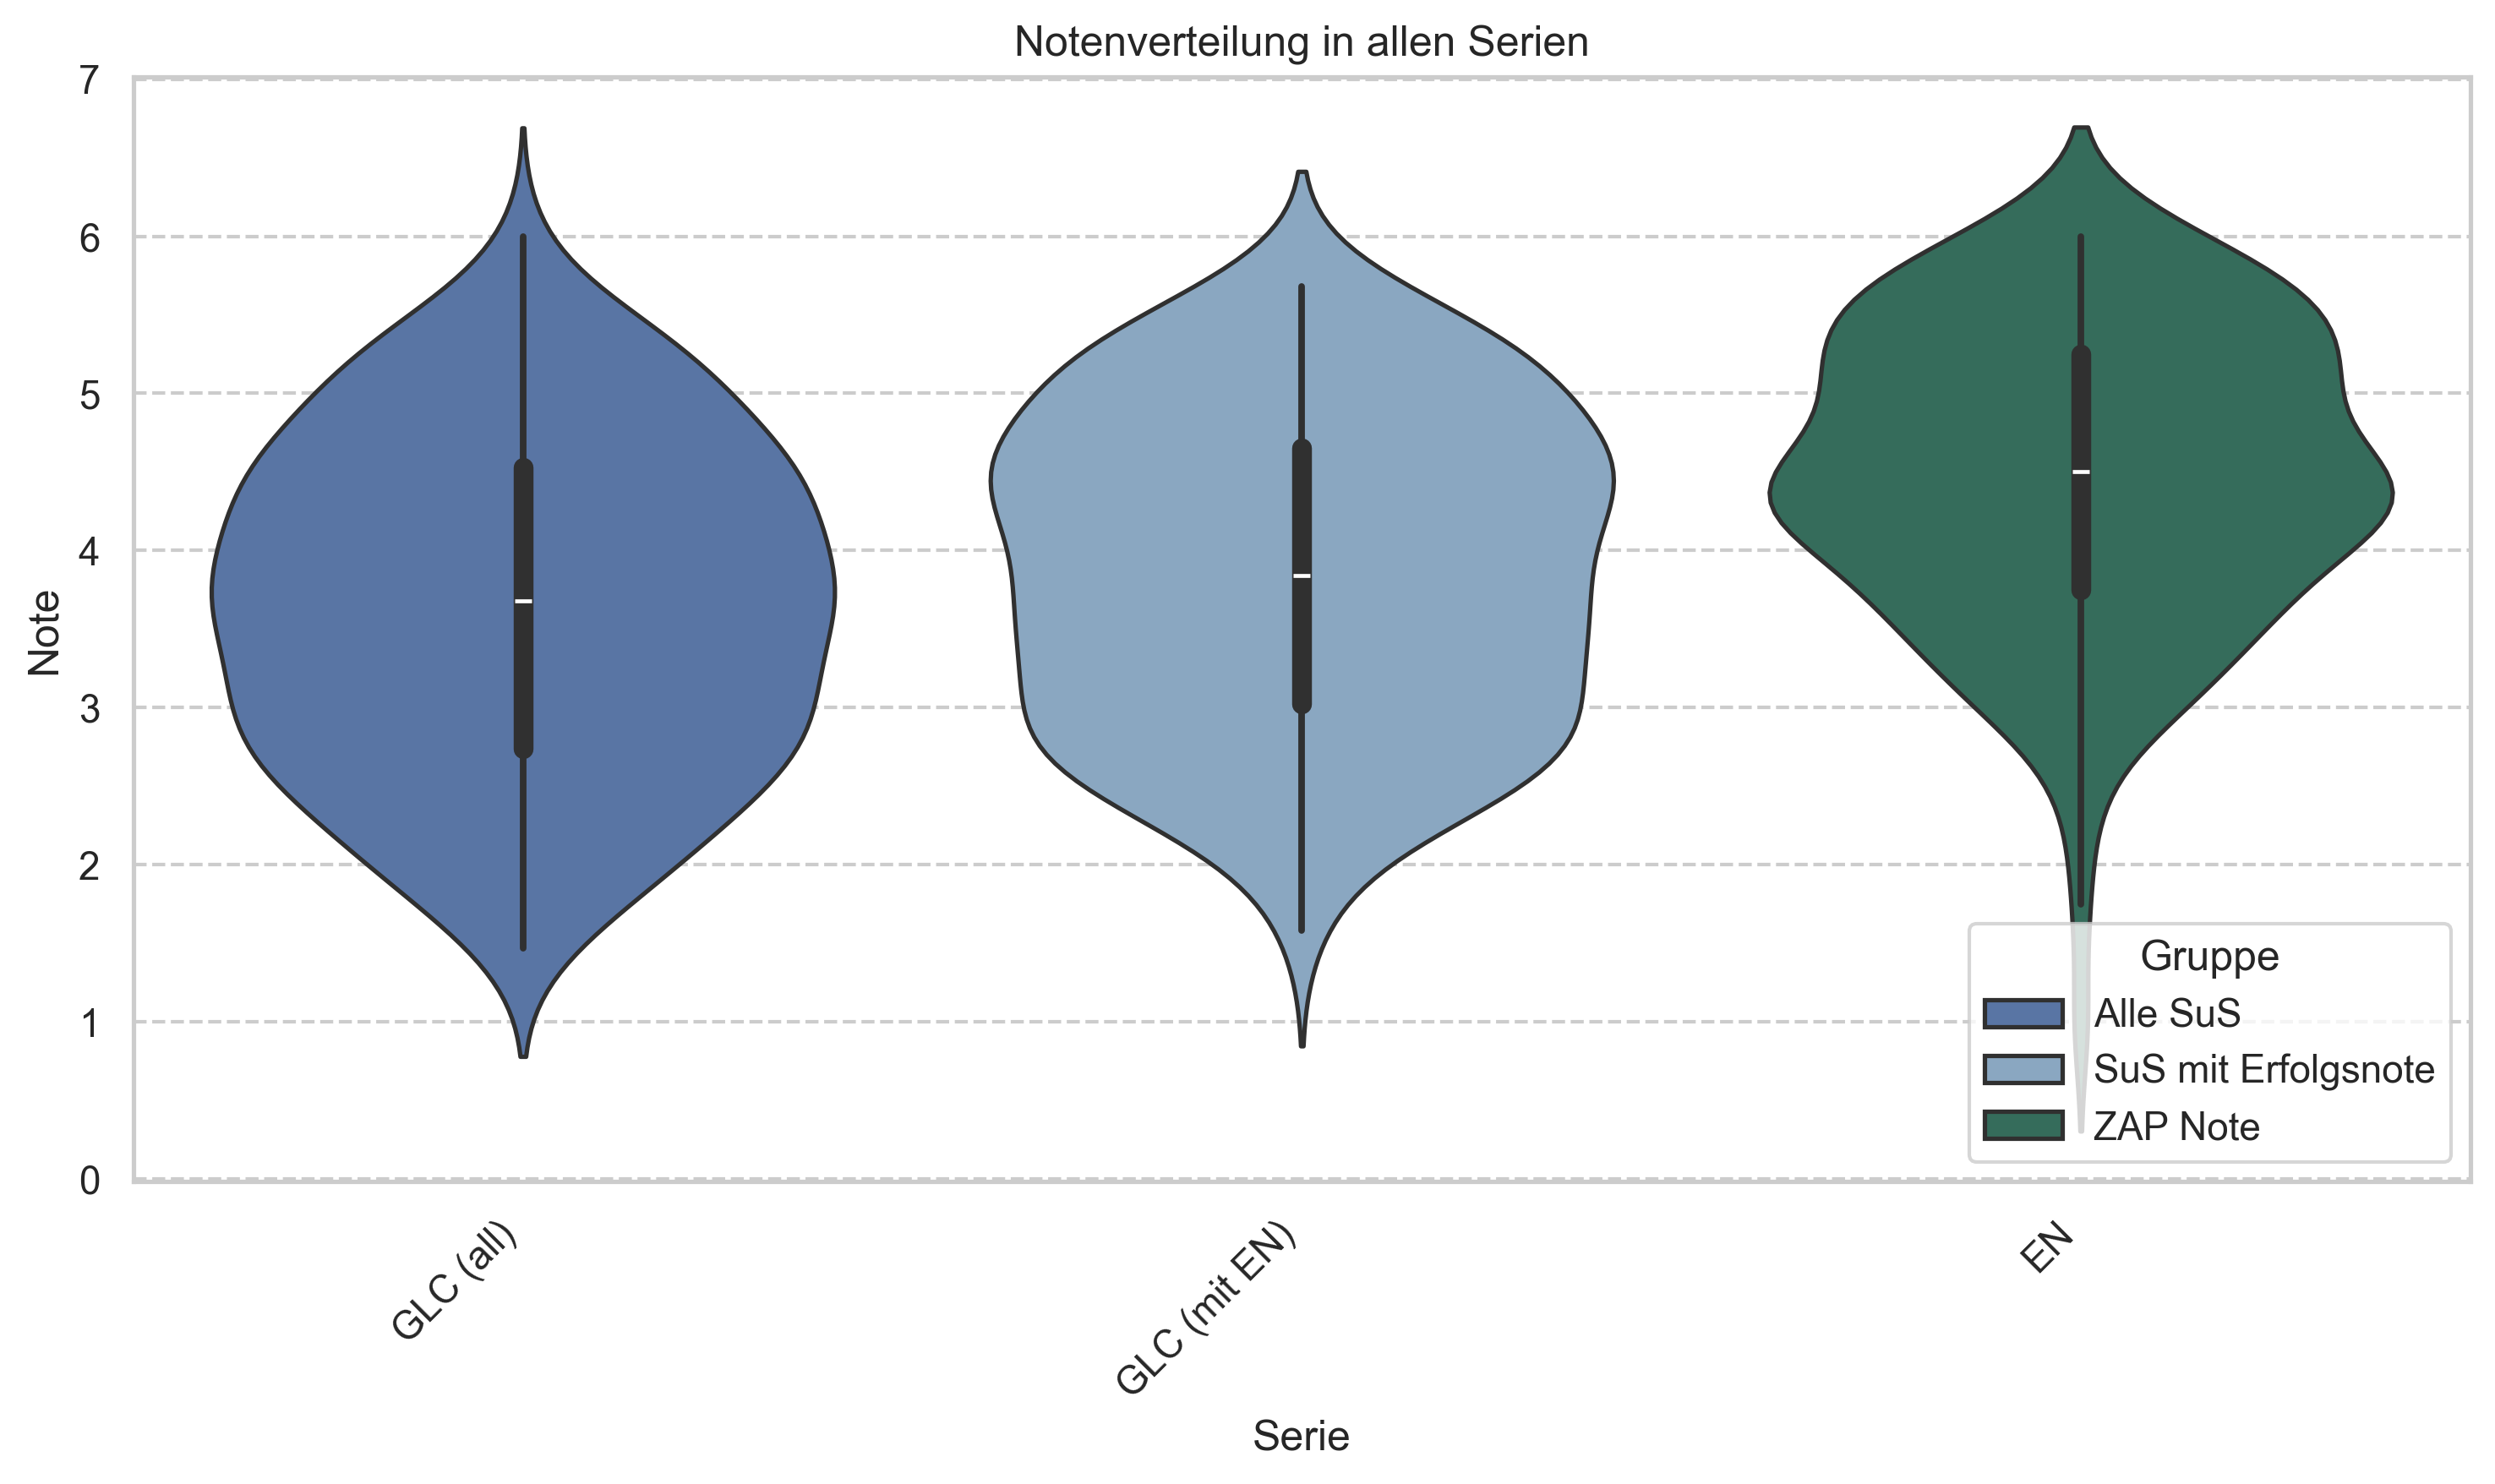 Notenverteilung in allen Serien
7
6
5
4
3
2
1
0
Note
Gruppe
Alle SuS
SuS mit Erfolgsnote
ZAP Note
GLC (all)
GLC (mit EN)
EN
Serie